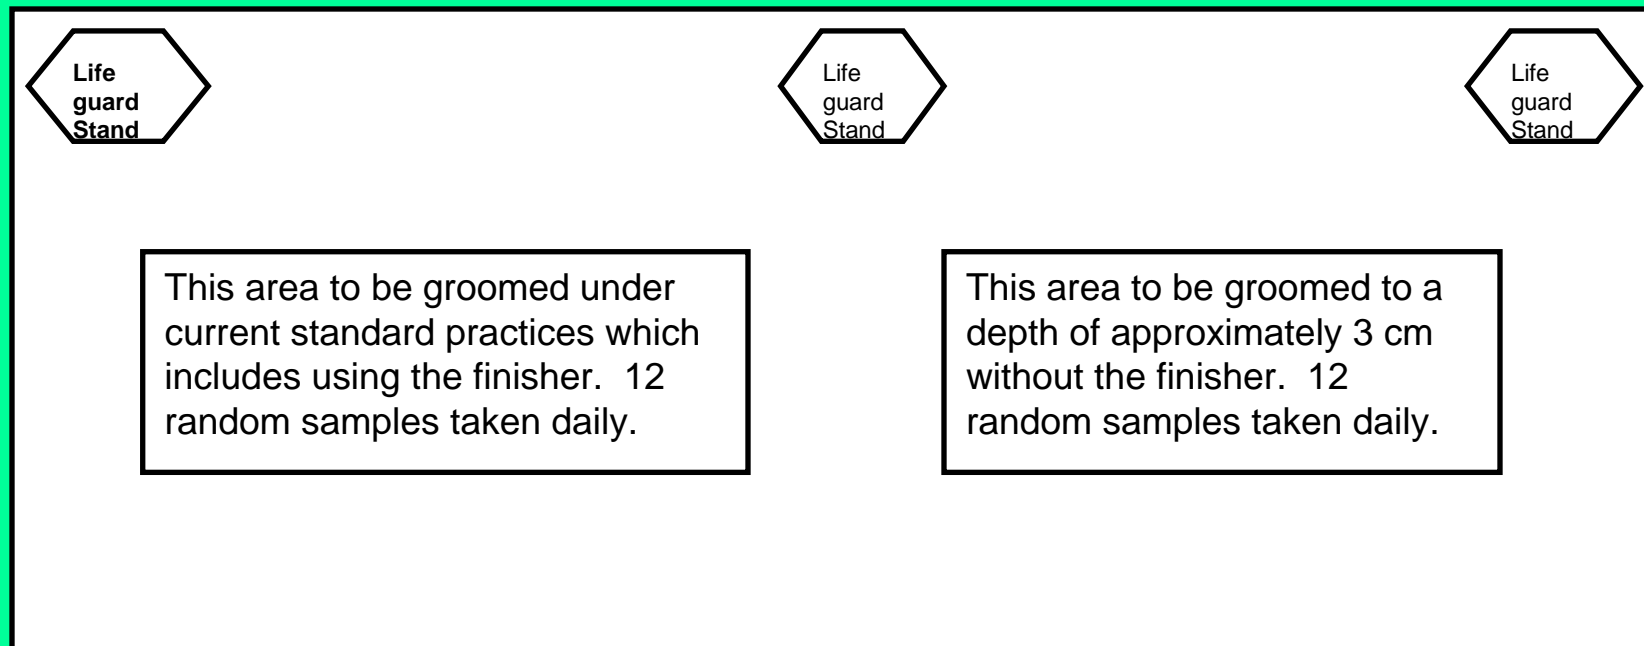 Life
guard
Stand
Life
guard
Stand
Life
guard
Stand
This area to be groomed under
current standard practices which
includes using the finisher.  12
random samples taken daily.
This area to be groomed to a
depth of approximately 3 cm
without the finisher.  12
random samples taken daily.